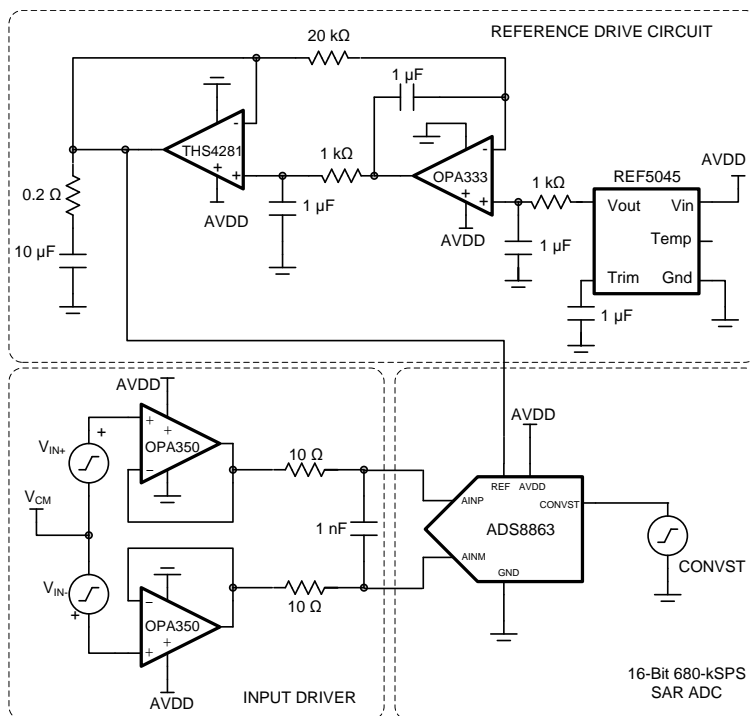 REFERENCE DRIVE CIRCUIT
20 kΩ
1 µF
-
THS4281
+
+
AVDD
1 kΩ
1 µF
-
OPA333
+
+
AVDD
1 kΩ
1 µF
REF5045
AVDD
Vout
Vin
Temp
Trim
Gnd
1 µF
0.2 Ω
10 µF
AVDD
VIN+
+
+
+
OPA350
−
10 Ω
VCM
1 nF
VIN-
+
−
OPA350
+
+
10 Ω
AVDD
INPUT DRIVER
AVDD
REF
AVDD
AINP
CONVST
ADS8863
AINM
GND
CONVST
16-Bit 680-kSPS
SAR ADC